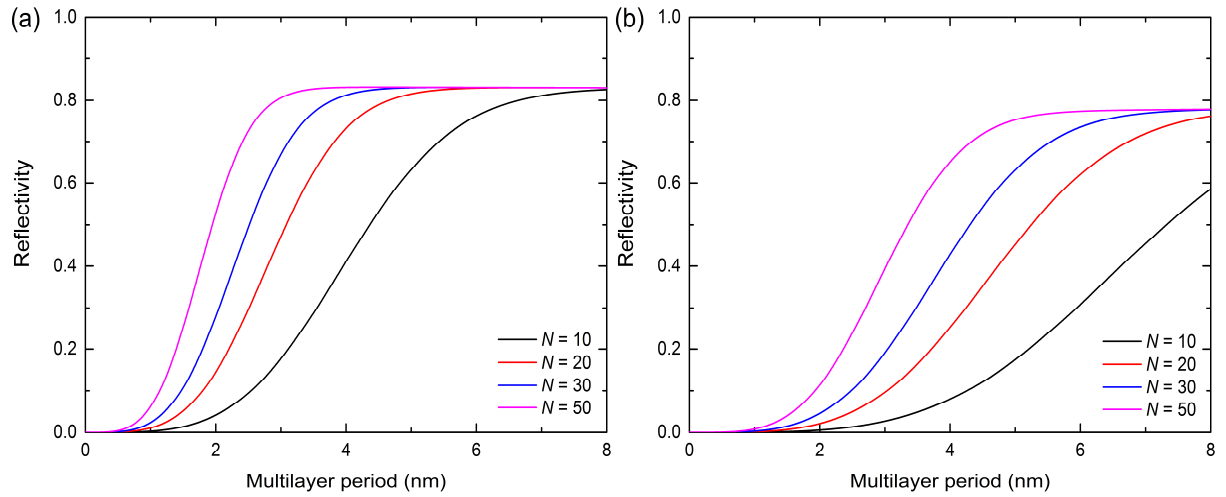 (a)
1.0
0.8
0.6
0.4
0.2
0.0
Reflectivity
N = 10
N = 20
N = 30
N = 50
0 2 4 6 8
Multilayer period (nm)
(b)
1.0
0.8
0.6
0.4
0.2
0.0
Reflectivity
N = 10
N = 20
N = 30
N = 50
0 2 4 6 8
Multilayer period (nm)